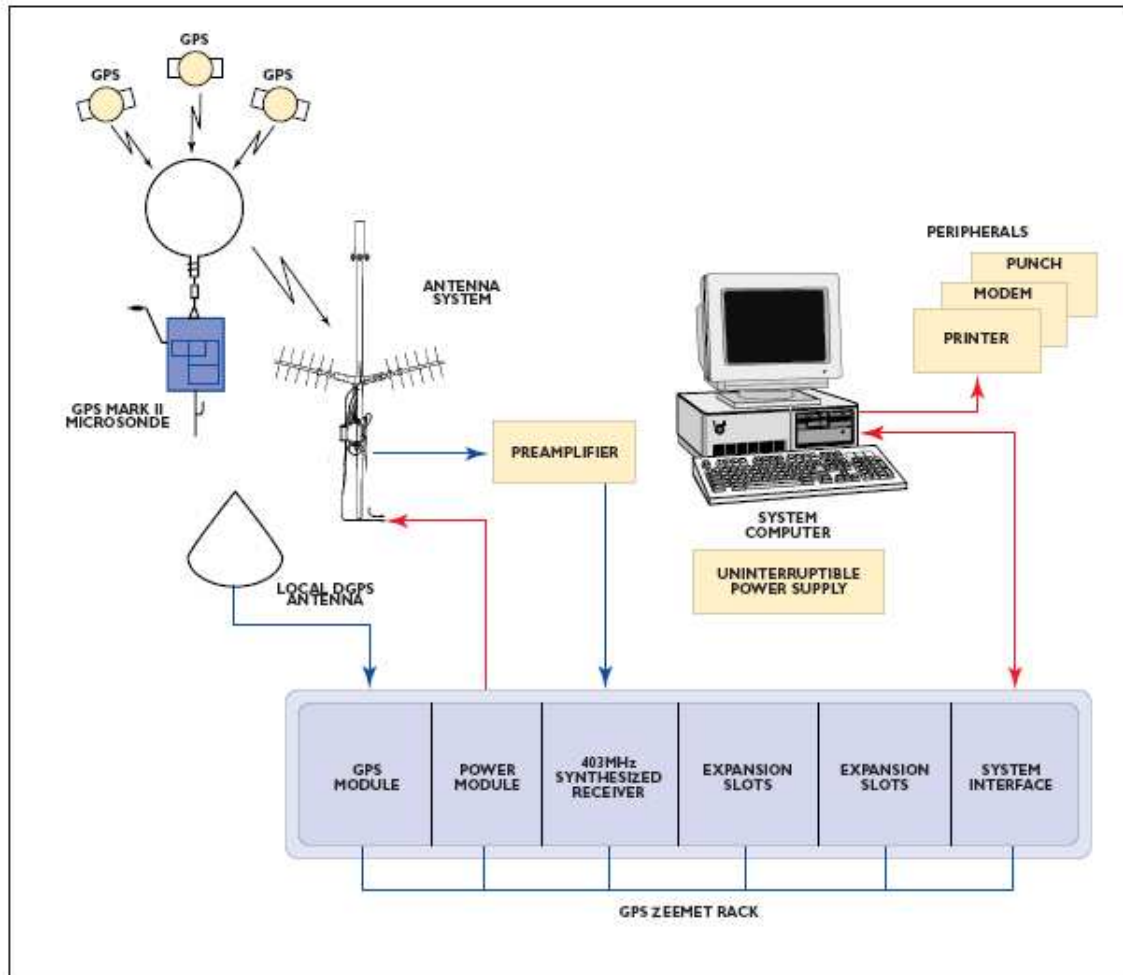 GPS
GPS
GPS
GPS MARK II
MICROSONDE
ANTENNA
SYSTEM
PERIPHERALS
PUNCH
MODEM
PRINTER
PREAMPLIFIER
SYSTEM
COMPUTER
UNINTERRUPTIBLE
POWER SUPPLY
LOCAL DGPS
ANTENNA
GPS
MODULE
POWER
MODULE
403MHz
SYNTHESIZED
RECEIVER
EXPANSION
SLOTS
EXPANSION
SLOTS
SYSTEM
INTERFACE
GPS ZEEMET RACK